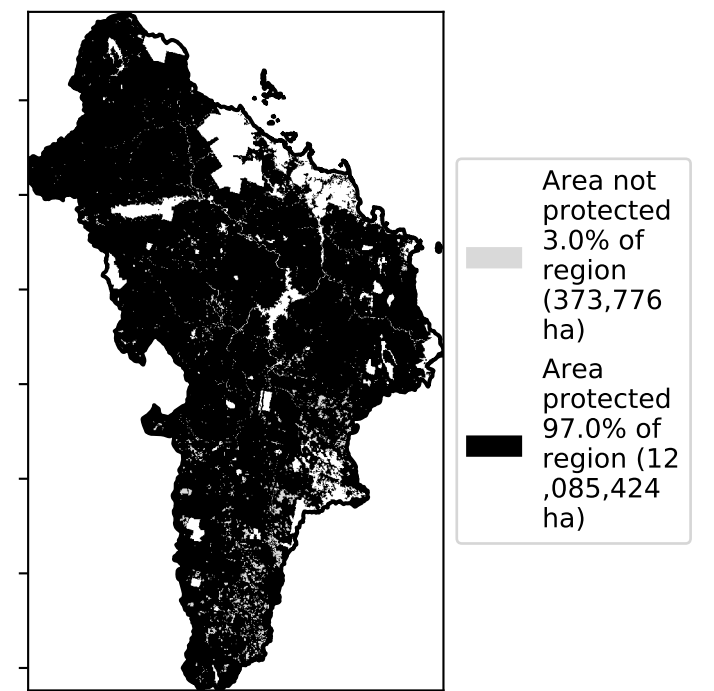 Area not
protected
3.0% of
region
(373,776
ha)
Area
protected
97.0% of
region (12
,085,424
ha)